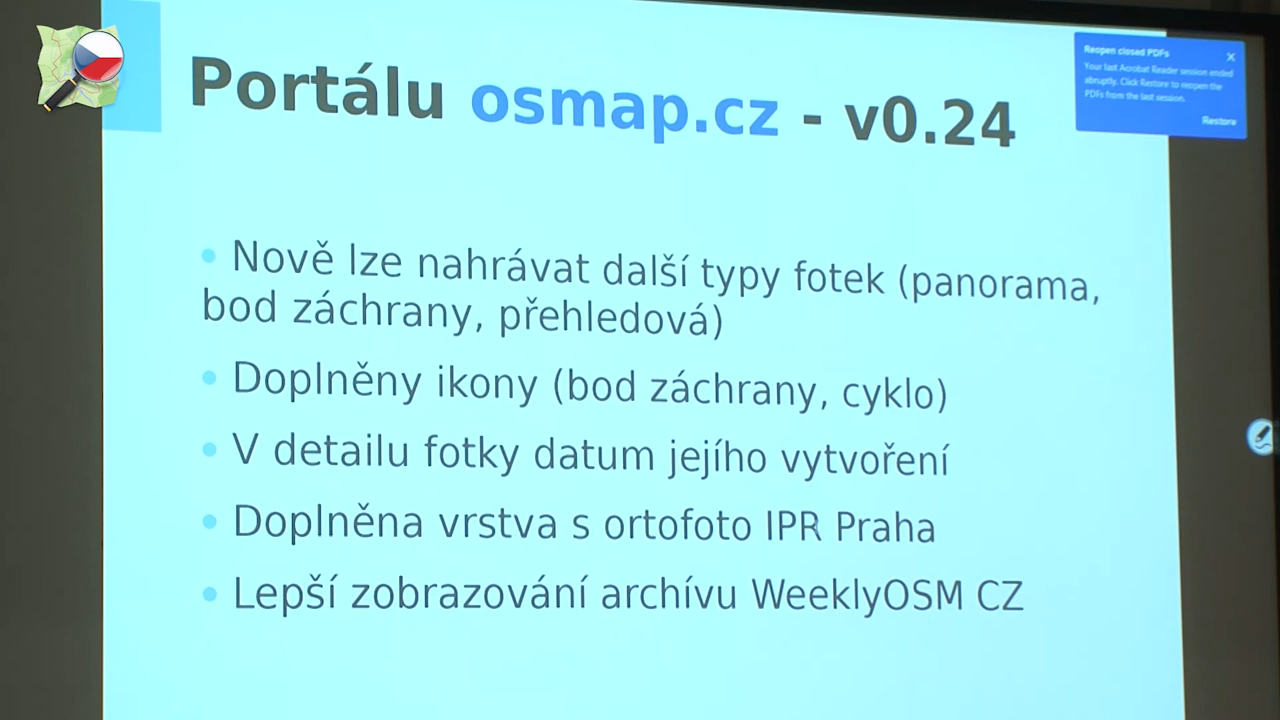 Portálu osmap.cz - v0.24
Reopen closed PDFs
Your last Acrobat Reader session ended
abruptly. Click Restore to reopen the
PDFs from the last session.
Restore
• Nově lze nahrávat další typy fotek (panorama,
bod záchrany, přehledová)
• Doplněny ikony (bod záchrany, cyklo)
• V detailu fotky datum jejího vytvoření
• Doplněna vrstva s ortofoto IPR Praha
• Lepší zobrazování archívu WeeklyOSM CZ